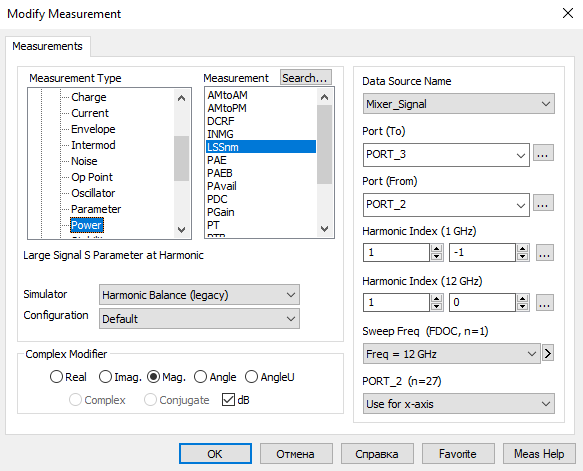 Modify Measurement
Measurements
Measurement Type
Charge
Current
Envelope
Intermod
Noise
Op Point
Oscillator
Parameter
Power
Measurement
Search...
AMtoAM
AMtoPM
DCRF
INMG
LSSnm
PAE
PAEB
PAvail
PDC
PGain
PT
Large Signal S Parameter at Harmonic
Simulator
Harmonic Balance (legacy)
Configuration
Default
Complex Modifier
Real Imag. Mag. Angle AngleU
Complex Conjugate dB
Data Source Name
Mixer_Signal
Port (To)
PORT_3 ...
Port (From)
PORT_2 ...
Harmonic Index (1 GHz)
1 -1 ...
Harmonic Index (12 GHz)
1 0 ...
Sweep Freq (FDOC, n=1)
Freq = 12 GHz >
PORT_2 (n=27)
Use for x-axis
OK Отмена Справка Favorite Meas Help